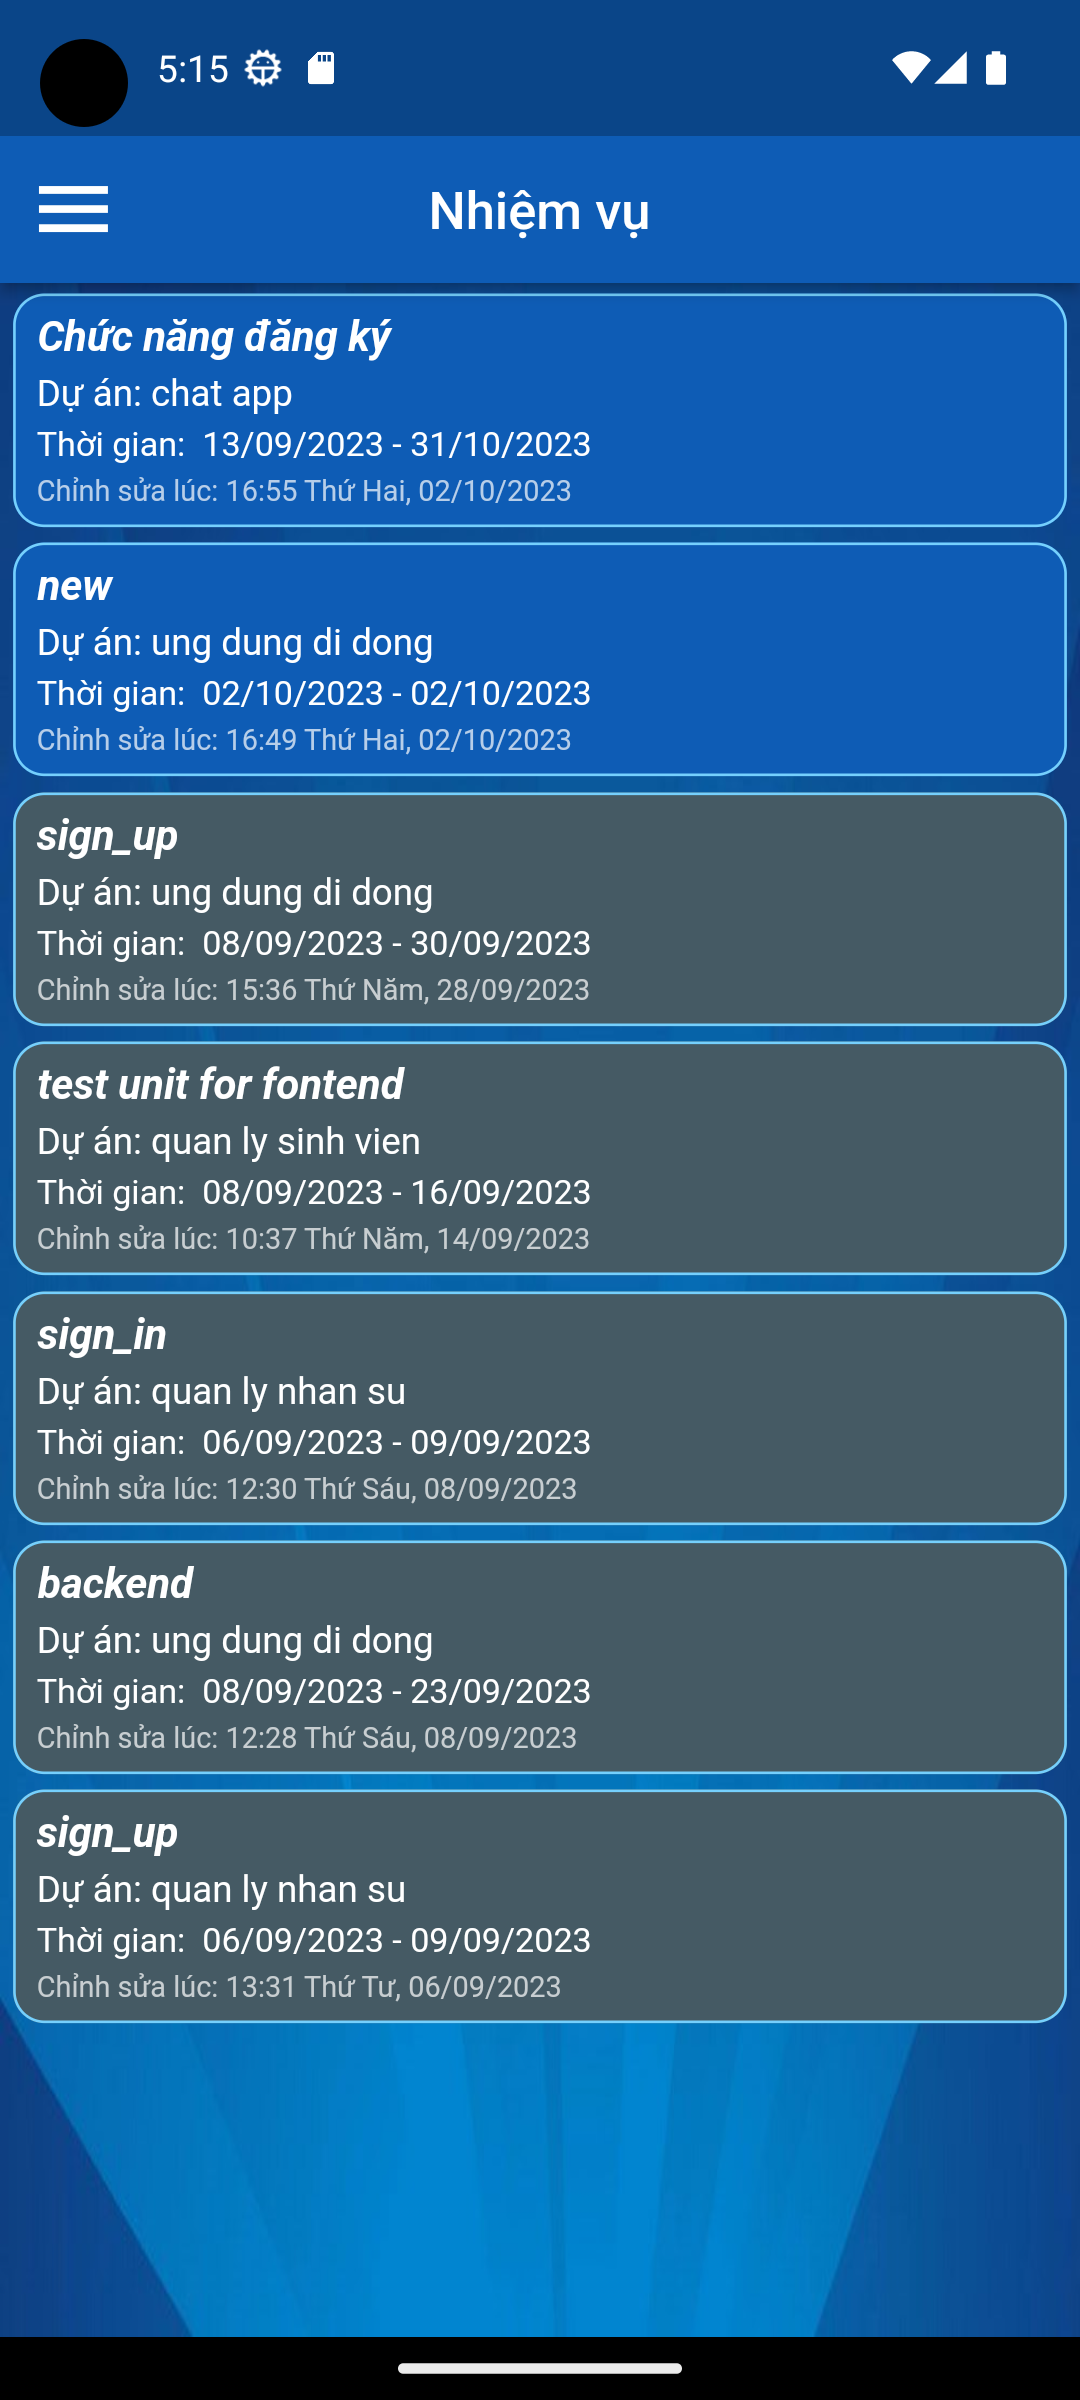 5:15
Nhiệm vụ
Chức năng đăng ký
Dự án: chat app
Thời gian: 13/09/2023 - 31/10/2023
Chỉnh sửa lúc: 16:55 Thứ Hai, 02/10/2023
new
Dự án: ung dung di dong
Thời gian: 02/10/2023 - 02/10/2023
Chỉnh sửa lúc: 16:49 Thứ Hai, 02/10/2023
sign_up
Dự án: ung dung di dong
Thời gian: 08/09/2023 - 30/09/2023
Chỉnh sửa lúc: 15:36 Thứ Năm, 28/09/2023
test unit for fontend
Dự án: quan ly sinh vien
Thời gian: 08/09/2023 - 16/09/2023
Chỉnh sửa lúc: 10:37 Thứ Năm, 14/09/2023
sign_in
Dự án: quan ly nhan su
Thời gian: 06/09/2023 - 09/09/2023
Chỉnh sửa lúc: 12:30 Thứ Sáu, 08/09/2023
backend
Dự án: ung dung di dong
Thời gian: 08/09/2023 - 23/09/2023
Chỉnh sửa lúc: 12:28 Thứ Sáu, 08/09/2023
sign_up
Dự án: quan ly nhan su
Thời gian: 06/09/2023 - 09/09/2023
Chỉnh sửa lúc: 13:31 Thứ Tư, 06/09/2023